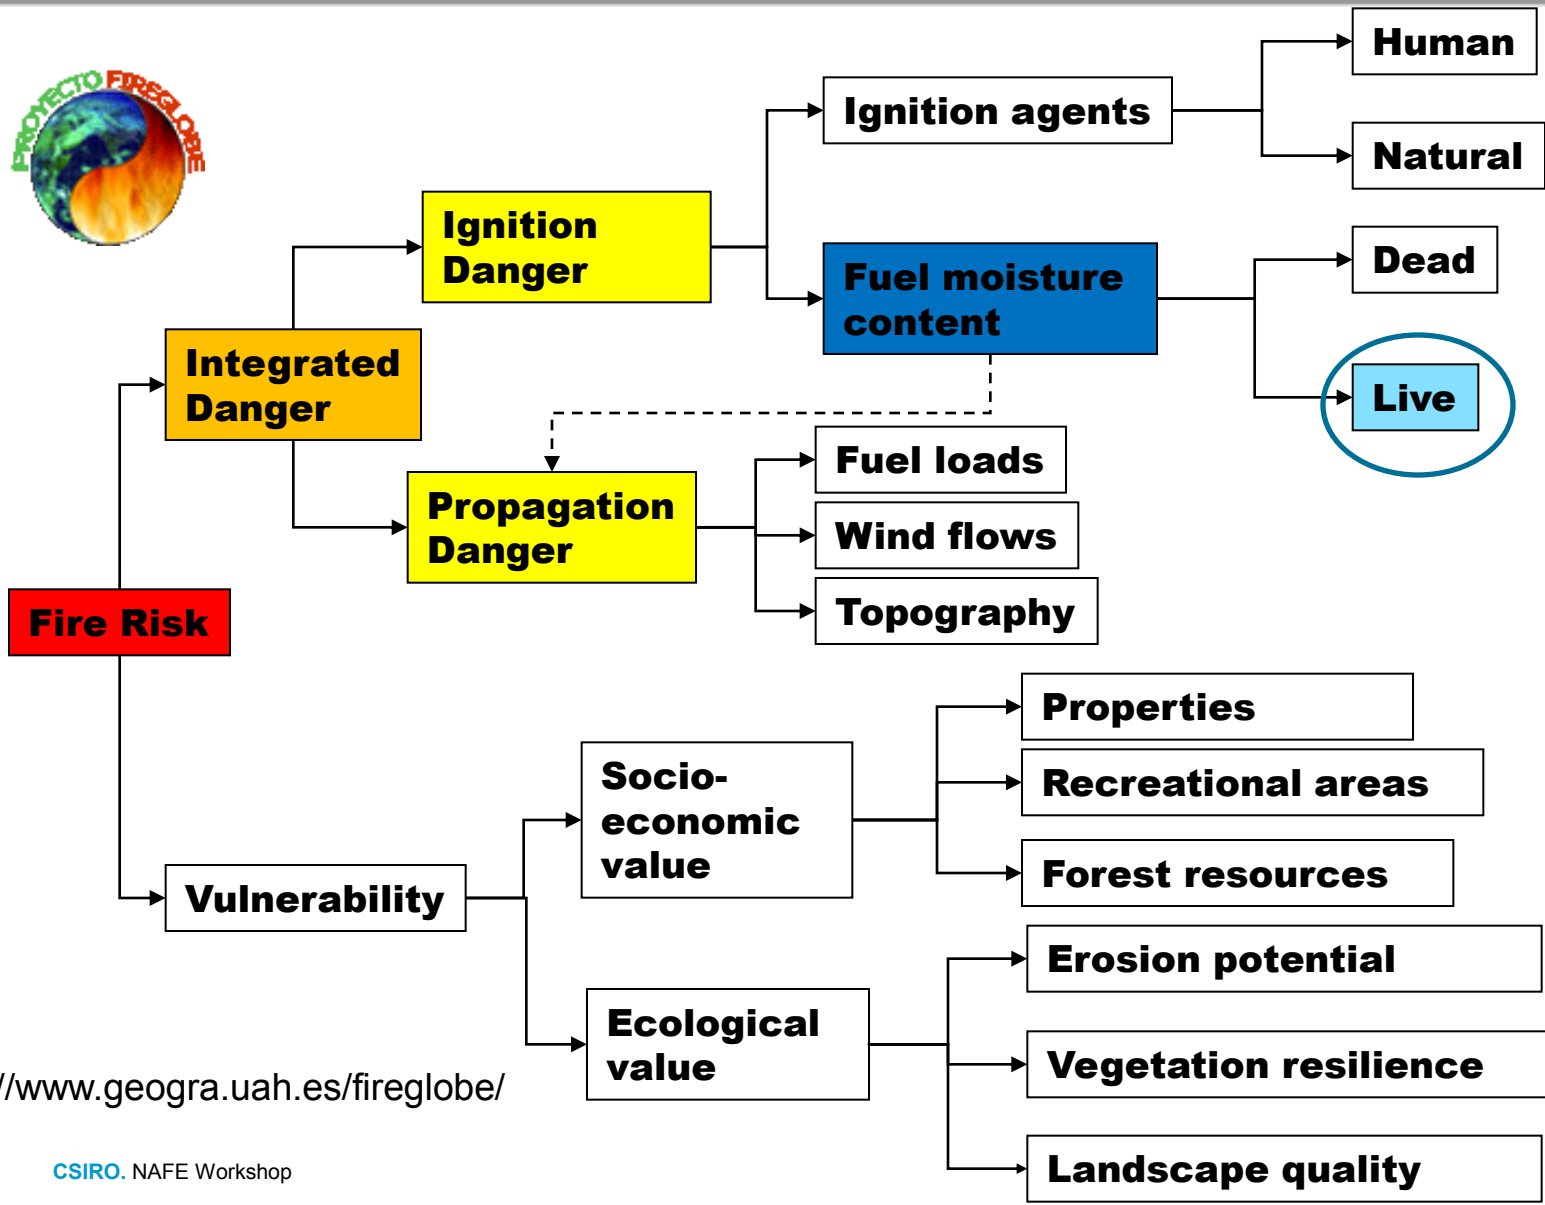 PROYECTO FIREGLOBE
Human
Ignition agents
Natural
Ignition
Danger
Dead
Fuel moisture
content
Integrated
Danger
Live
Fuel loads
Propagation
Danger
Wind flows
Topography
Fire Risk
Properties
Socio-
economic
value
Recreational areas
Forest resources
Vulnerability
Erosion potential
Ecological
value
Vegetation resilience
//www.geogra.uah.es/fireglobe/
Landscape quality
CSIRO. NAFE Workshop